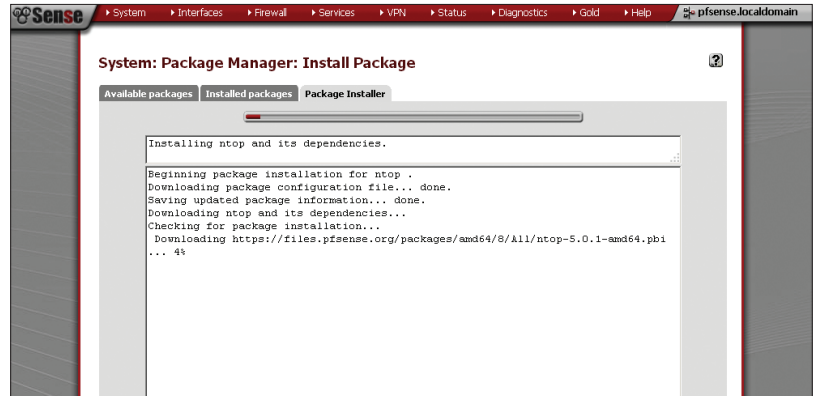 Sense
System Interfaces Firewall Services VPN Status Diagnostics Gold Help pfsense.localdomain
System: Package Manager: Install Package
?
Available packages Installed packages Package Installer
Installing ntop and its dependencies.
Beginning package installation for ntop .
Downloading package configuration file... done.
Saving updated package information... done.
Downloading ntop and its dependencies...
Checking for package installation...
Downloading https://files.pfsense.org/packages/amd64/8/All/ntop-5.0.1-amd64.pbi
... 4%